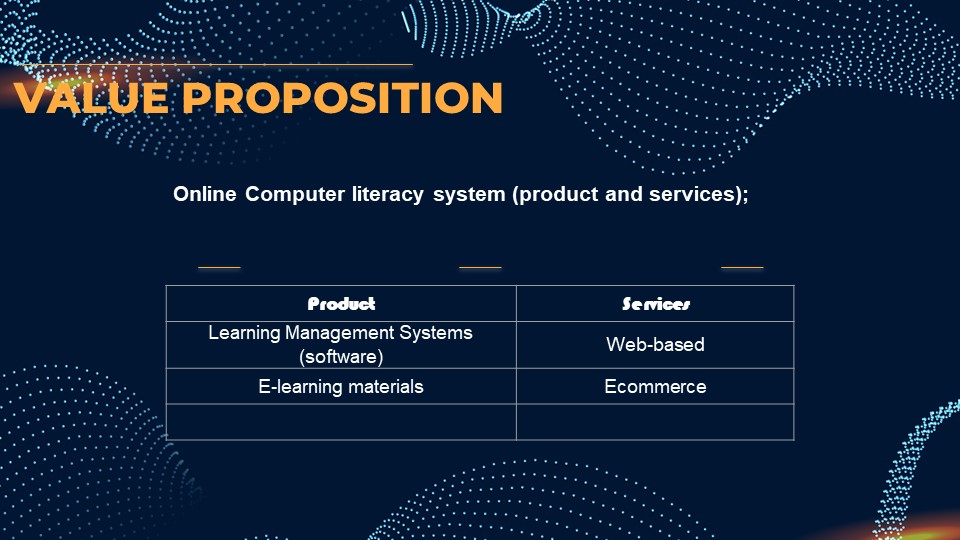 VALUE PROPOSITION
Online Computer literacy system (product and services);
Product
Services
Learning Management Systems
(software)
Web-based
E-learning materials
Ecommerce